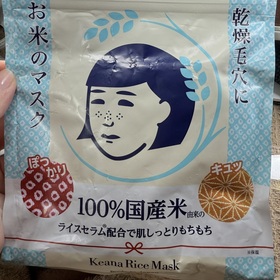 乾燥毛穴に
お米のマスク
ぽっかり
キュッ
100%国産米由来の
ライスセラム配合で肌しっとりもちもち
Keana Rice Mask